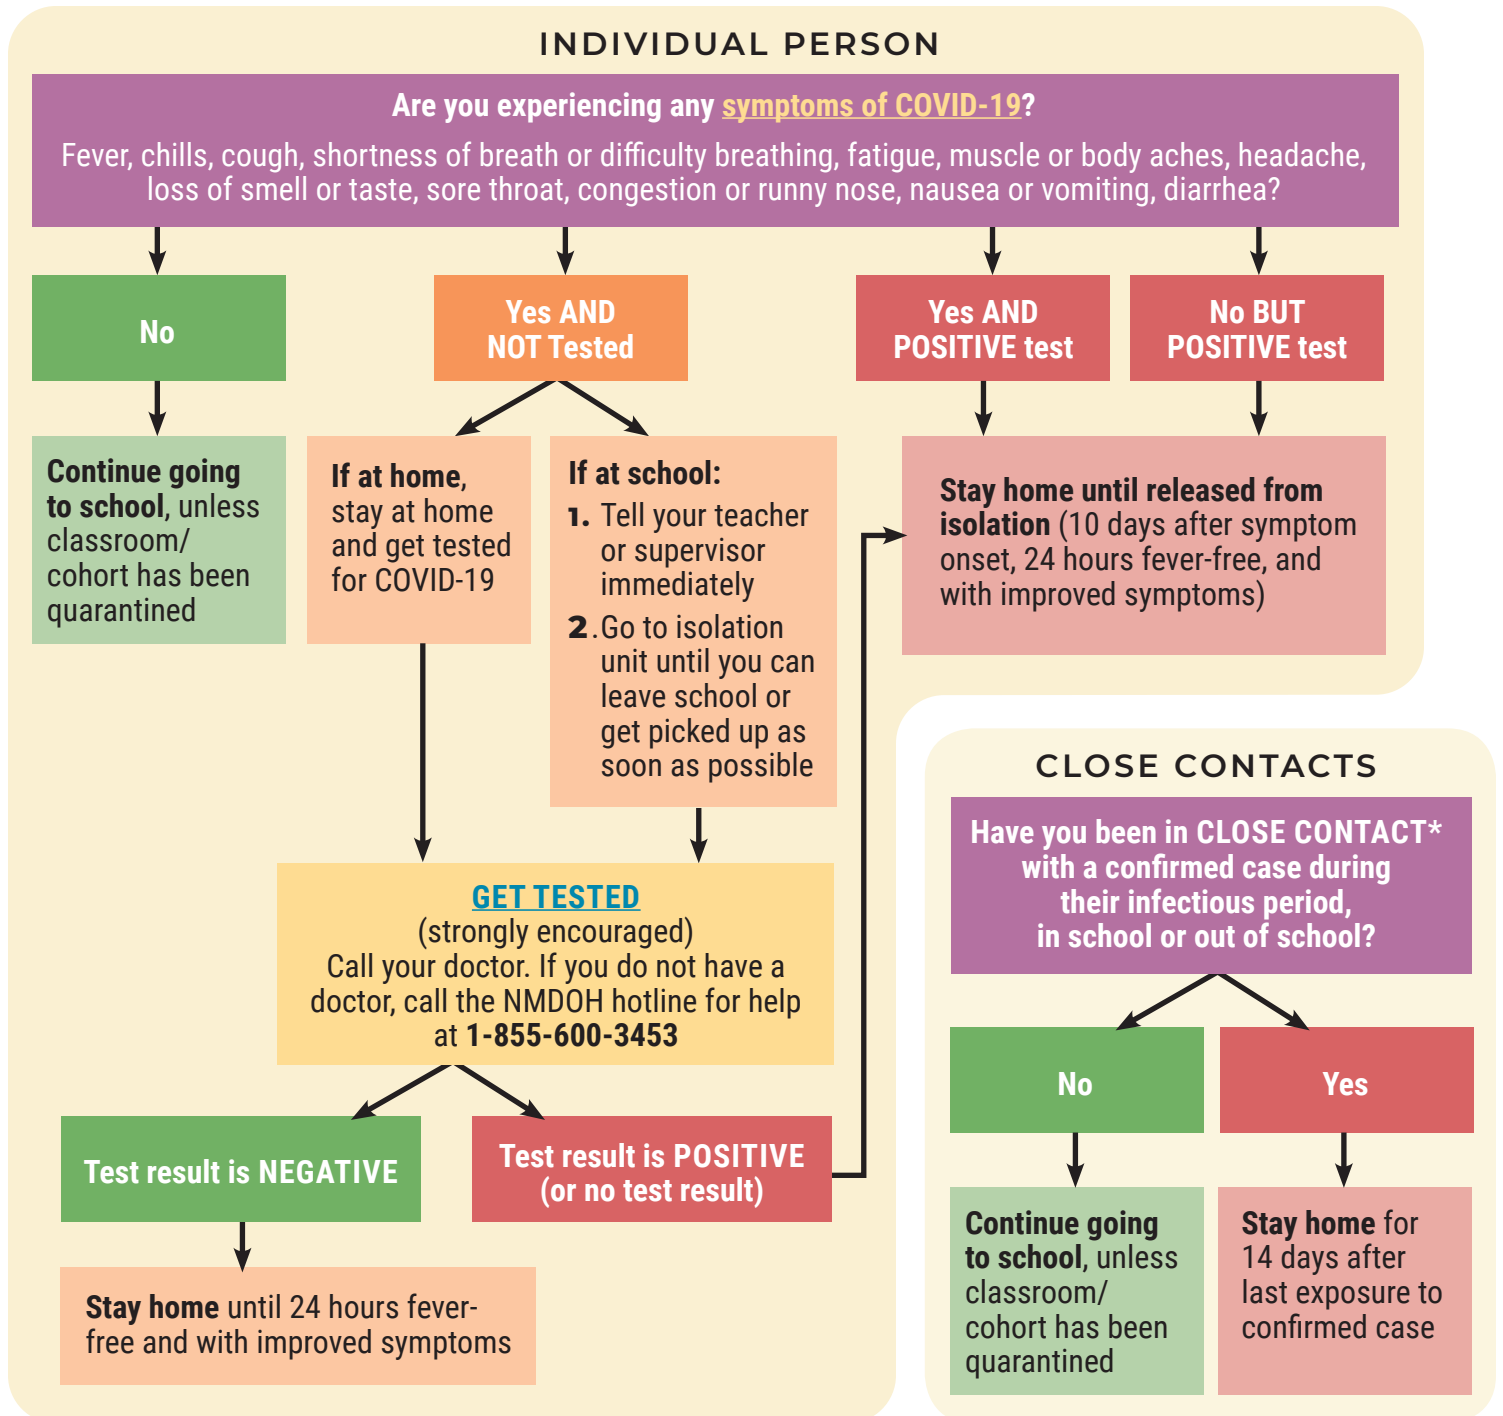 INDIVIDUAL PERSON
Are you experiencing any symptoms of COVID-19?
Fever, chills, cough, shortness of breath or difficulty breathing, fatigue, muscle or body aches, headache,
loss of smell or taste, sore throat, congestion or runny nose, nausea or vomiting, diarrhea?
No
Yes AND
NOT Tested
Yes AND
POSITIVE test
No BUT
POSITIVE test
Continue going
to school, unless
classroom/
cohort has been
quarantined
If at home,
stay at home
and get tested
for COVID-19
If at school:
1. Tell your teacher
or supervisor
immediately
2.Go to isolation
unit until you can
leave school or
get picked up as
soon as possible
Stay home until released from
isolation (10 days after symptom
onset, 24 hours fever-free, and
with improved symptoms)
GET TESTED
(strongly encouraged)
Call your doctor. If you do not have a
doctor, call the NMDOH hotline for help
at 1-855-600-3453
Test result is NEGATIVE
Test result is POSITIVE
(or no test result)
Stay home until 24 hours fever-
free and with improved symptoms
CLOSE CONTACTS
Have you been in CLOSE CONTACT*
with a confirmed case during
their infectious period,
in school or out of school?
No
Yes
Continue going
to school, unless
classroom/
cohort has been
quarantined
Stay home for
14 days after
last exposure to
confirmed case